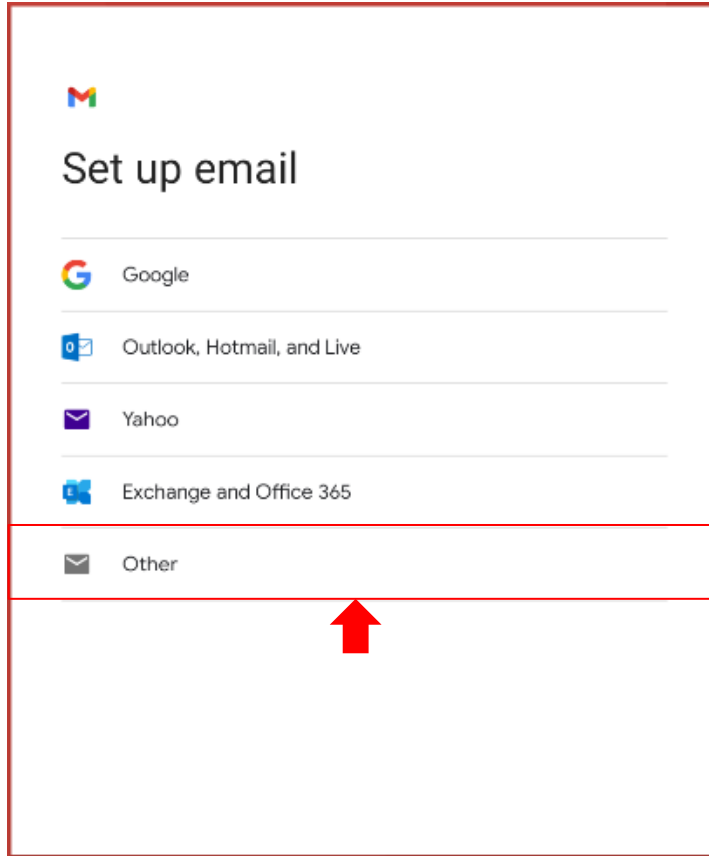 Set up email
Google
Outlook, Hotmail, and Live
Yahoo
Exchange and Office 365
Other